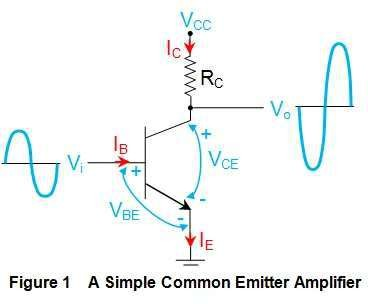 VCC
IC
RC
Vo
IB
Vi
+
+
VCE
VBE
-
-
IE
Figure 1 A Simple Common Emitter Amplifier